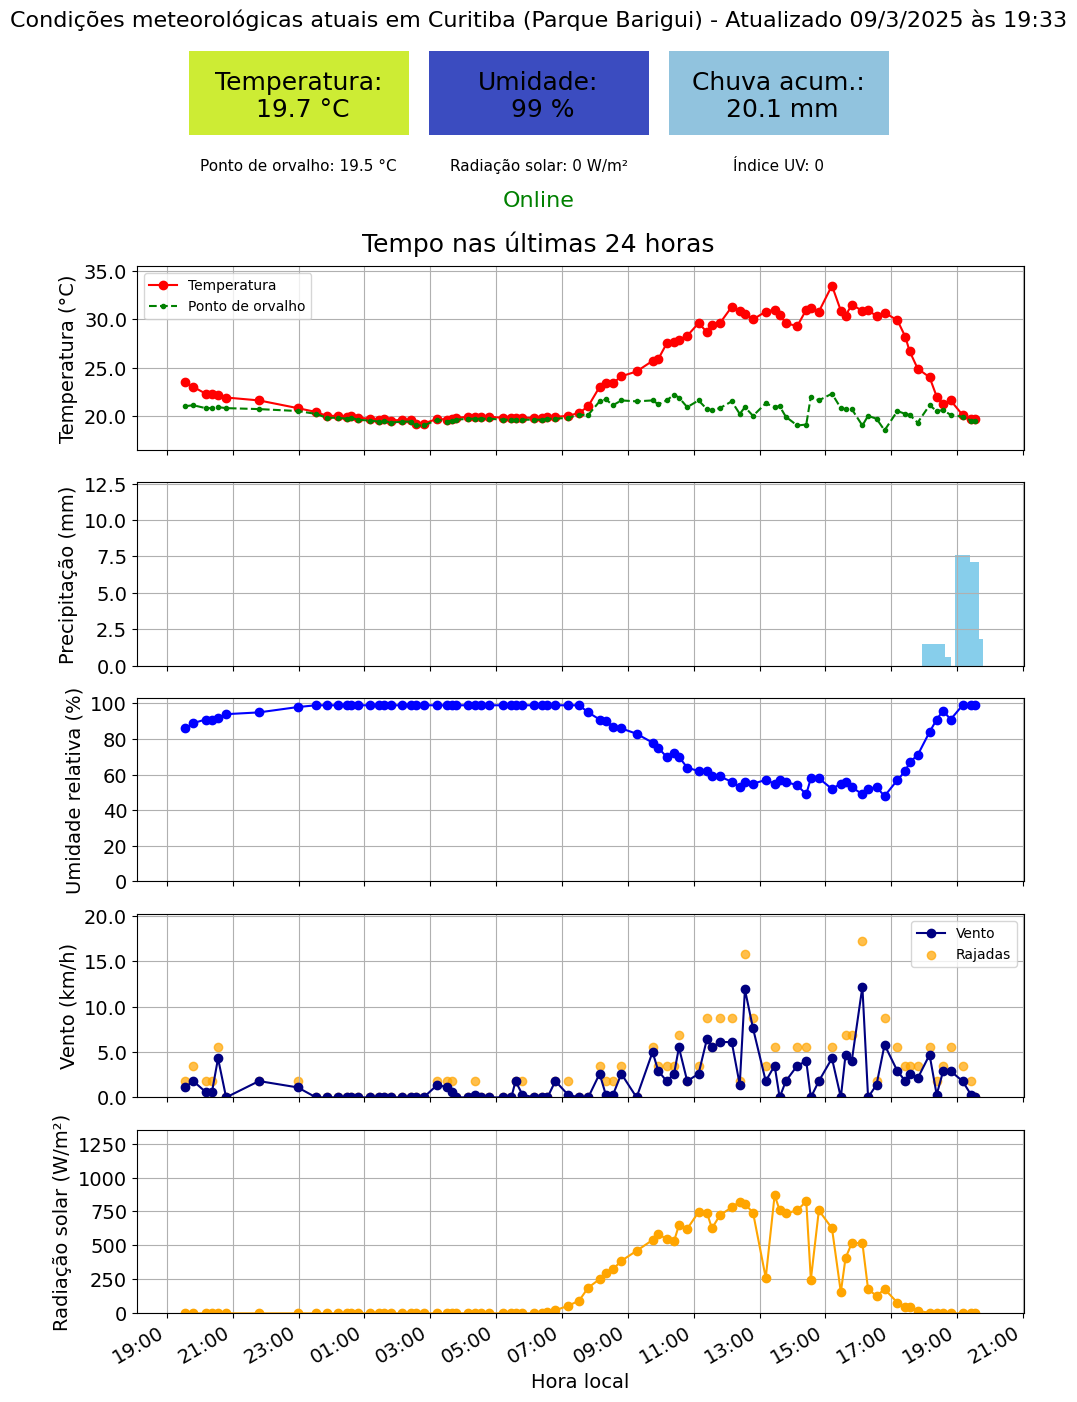 Condições meteorológicas atuais em Curitiba (Parque Barigui) - Atualizado 09/3/2025 às 19:33
Temperatura:
19.7 °C
Umidade:
99 %
Chuva acum.:
20.1 mm
Ponto de orvalho: 19.5 °C
Radiação solar: 0 W/m²
Índice UV: 0
Online
Tempo nas últimas 24 horas
Temperatura (°C)
35.0
30.0
25.0
20.0
Temperatura
Ponto de orvalho
Precipitação (mm)
12.5
10.0
7.5
5.0
2.5
0.0
Umidade relativa (%)
100
80
60
40
20
0
Vento (km/h)
20.0
15.0
10.0
5.0
0.0
Vento
Rajadas
Radiação solar (W/m²)
1250
1000
750
500
250
0
19:00
21:00
23:00
01:00
03:00
05:00
07:00
09:00
11:00
13:00
15:00
17:00
19:00
21:00
Hora local